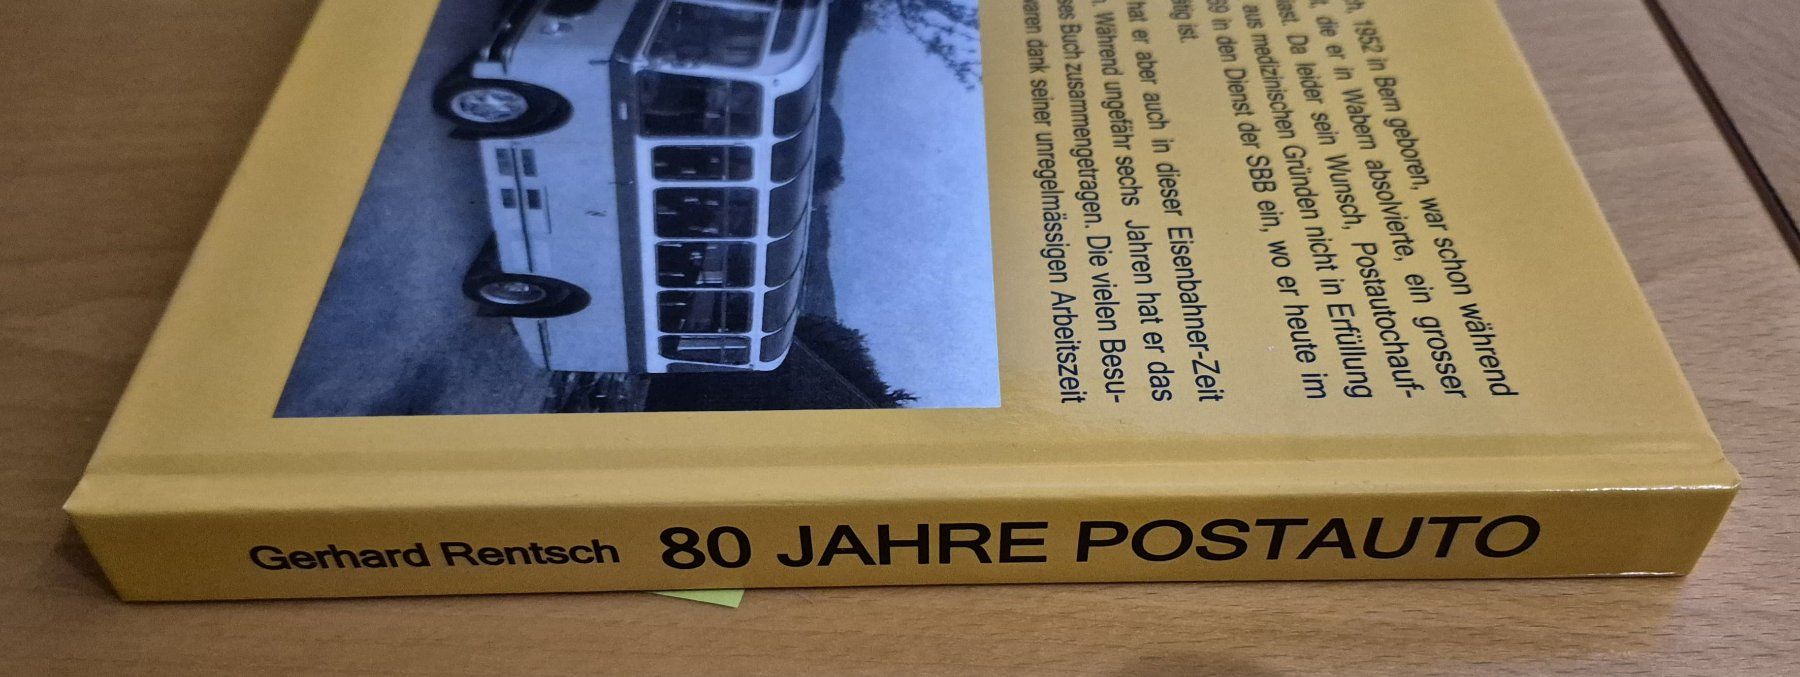 Gerhard Rentsch 80 JAHRE POSTAUTO
1952 in Bern geboren, war schon während
die er in Wabern absolvierte, ein grosser
Da leider sein Wunsch, Postautochauf-
aus medizinischen Gründen nicht in Erfüllung
in den Dienst der SBB ein, wo er heute im
ist.
hat er aber auch in dieser Eisenbahner-Zeit
Während ungefähr sechs Jahren hat er das
Buch zusammengetragen. Die vielen Besu-
waren dank seiner unregelmässigen Arbeitszeit